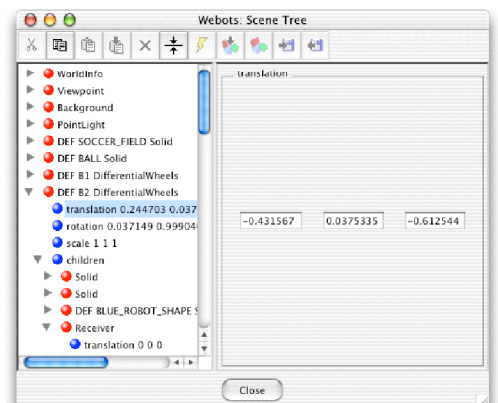 Webots: Scene Tree
WorldInfo
Viewpoint
Background
PointLight
DEF SOCCER_FIELD Solid
DEF BALL Solid
DEF B1 DifferentialWheels
DEF B2 DifferentialWheels
translation 0.244703 0.037
rotation 0.037149 0.99904
scale 1 1 1
children
Solid
Solid
DEF BLUE_ROBOT_SHAPE S
Receiver
translation 0 0 0
translation
-0.431567 0.0375335 -0.612544
Close